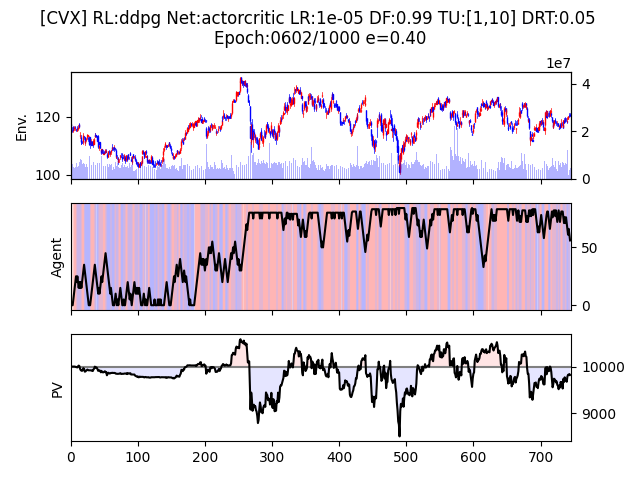 [CVX] RL:ddpg Net:actorcritic LR:1e-05 DF:0.99 TU:[1,10] DRT:0.05
Epoch:0602/1000 e=0.40
1e7
Env.
120
100
4
2
0
Agent
50
0
PV
10000
9000
0 100 200 300 400 500 600 700